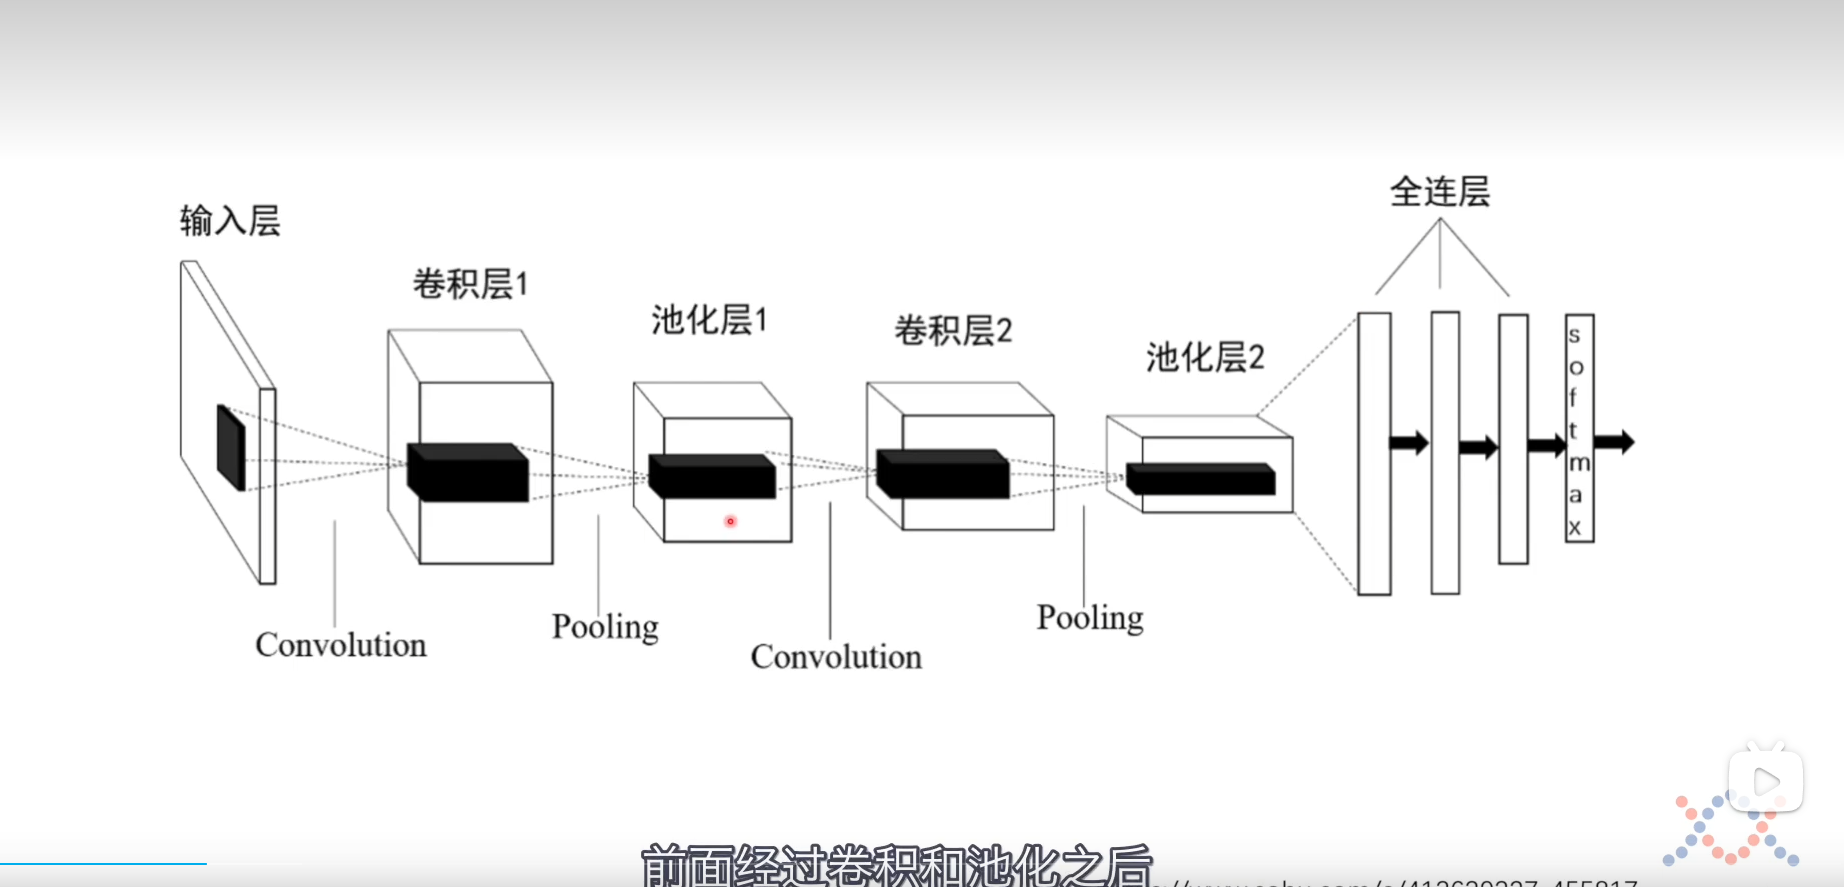 输入层
卷积层1
池化层1
卷积层2
池化层2
全连层
softmax
Convolution
Pooling
Convolution
Pooling
前面经过卷积和池化之后